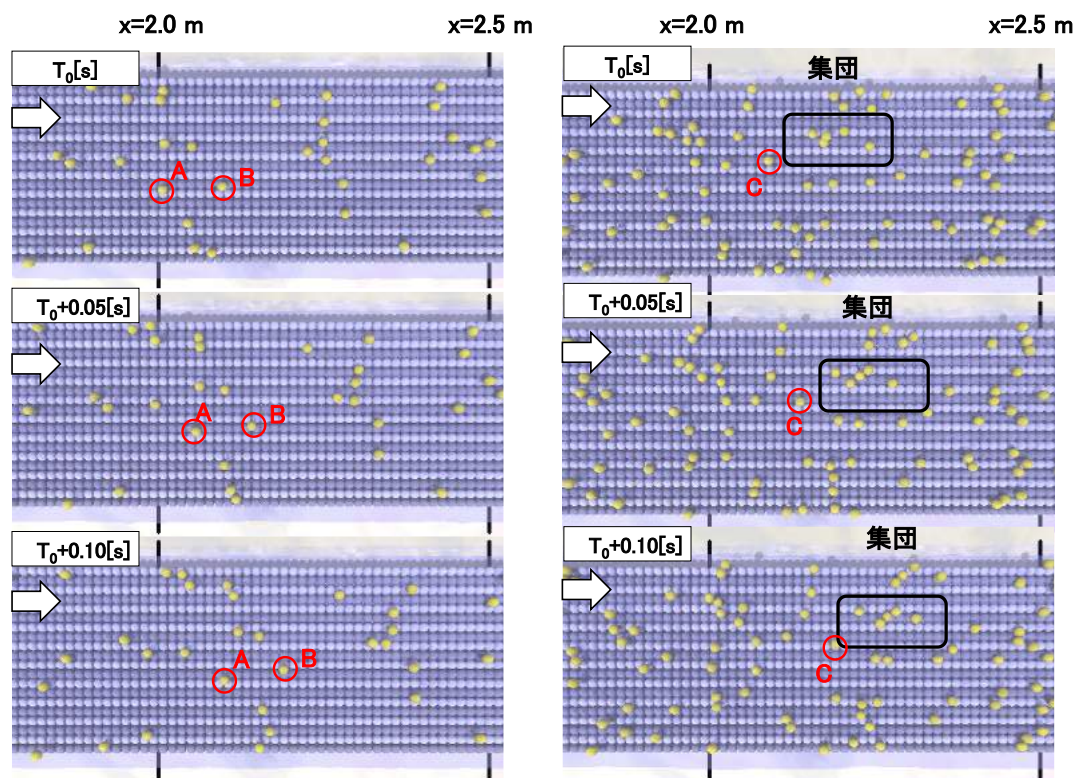 x=2.0 m
x=2.5 m
T₀[s]
A
B
T₀+0.05[s]
A
B
T₀+0.10[s]
A
B
x=2.0 m
x=2.5 m
T₀[s]
集団
C
T₀+0.05[s]
集団
C
T₀+0.10[s]
集団
C